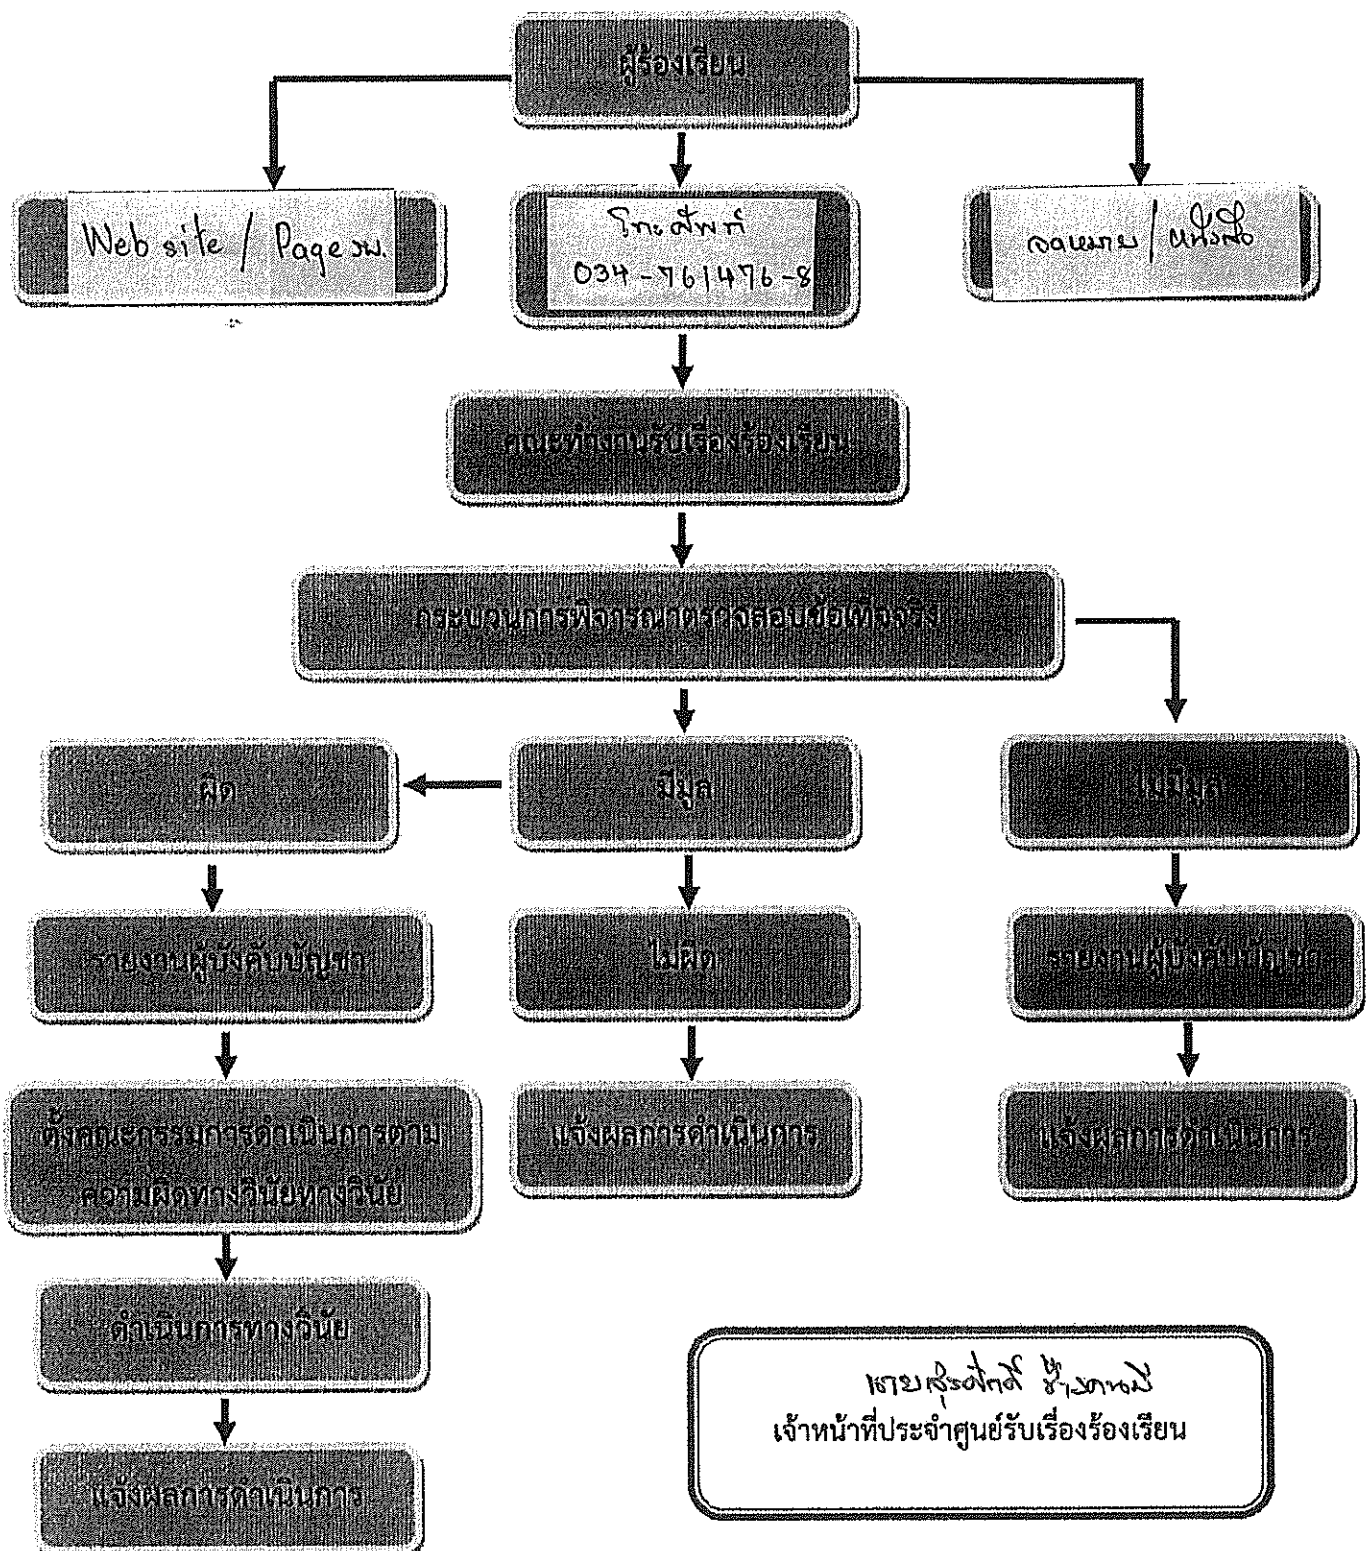 ผู้ร้องเรียน
Web site / Page รพ.
โทรศัพท์
034-761476-8
จดหมาย / หนังสือ
คณะทำงานรับเรื่องร้องเรียน
กระบวนการพิจารณาตรวจสอบข้อเท็จจริง
ผิด
มีมูล
ไม่มีมูล
รายงานผู้บังคับบัญชา
ไม่ผิด
รายงานผู้บังคับบัญชา
ตั้งคณะกรรมการดำเนินการตาม
ความผิดทางวินัยทางวินัย
แจ้งผลการดำเนินการ
แจ้งผลการดำเนินการ
ดำเนินการทางวินัย
แจ้งผลการดำเนินการ
นายสุรศักดิ์
เจ้าหน้าที่ประจำศูนย์รับเรื่องร้องเรียน